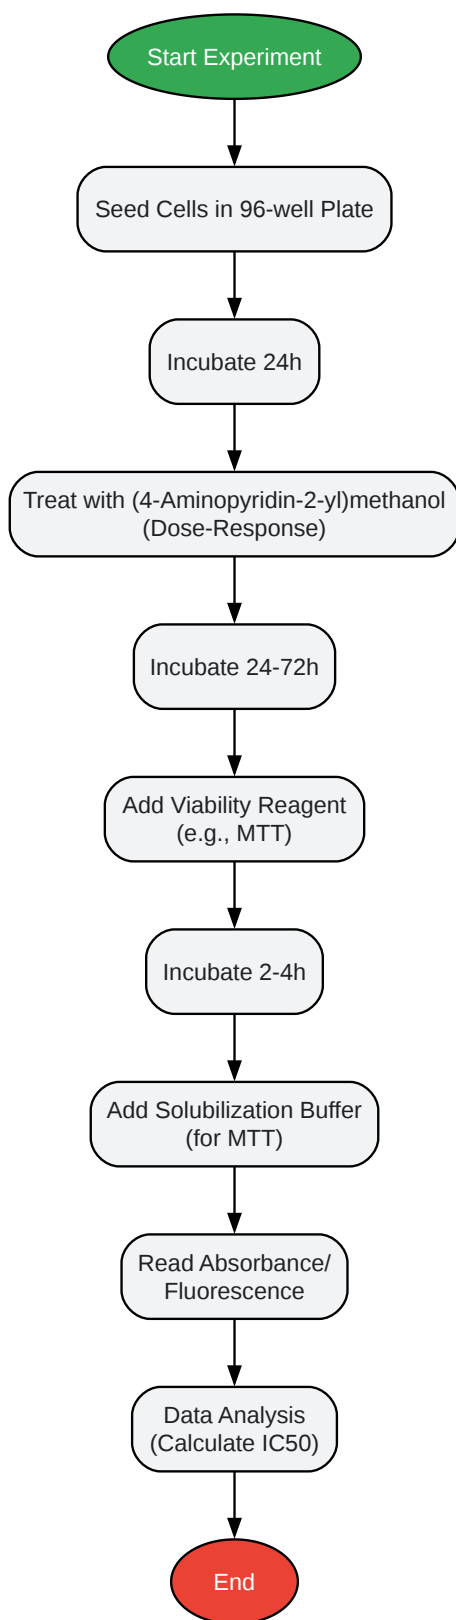 Start Experiment
Seed Cells in 96-well Plate
Incubate 24h
Treat with (4-Aminopyridin-2-yl)methanol
(Dose-Response)
Incubate 24-72h
Add Viability Reagent
(e.g., MTT)
Incubate 2-4h
Add Solubilization Buffer
(for MTT)
Read Absorbance/
Fluorescence
Data Analysis
(Calculate IC50)
End